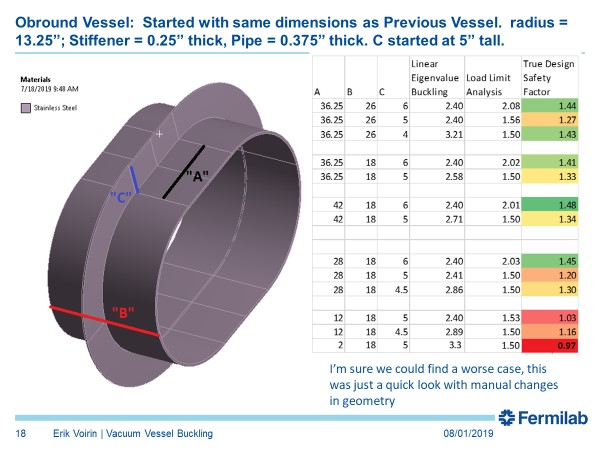 Obround Vessel:  Started with same dimensions as Previous Vessel.  radius =
13.25”; Stiffener = 0.25” thick, Pipe = 0.375” thick. C started at 5” tall.
Materials
7/18/2019 9:48 AM
Stainless Steel
"A"
"C"
"B"
A B C Linear Eigenvalue Buckling Load Limit Analysis True Design Safety Factor
36.25 26 6 2.40 2.08 1.44
36.25 26 5 2.40 1.56 1.27
36.25 26 4 3.21 1.50 1.43
36.25 18 6 2.40 2.02 1.41
36.25 18 5 2.58 1.50 1.33
42 18 6 2.40 2.01 1.48
42 18 5 2.71 1.50 1.34
28 18 6 2.40 2.03 1.45
28 18 5 2.41 1.50 1.20
28 18 4.5 2.86 1.50 1.30
12 18 5 2.40 1.53 1.03
12 18 4.5 2.89 1.50 1.16
2 18 5 3.3 1.50 0.97
I’m sure we could find a worse case, this
was just a quick look with manual changes
in geometry
Fermilab
18 Erik Voirin | Vacuum Vessel Buckling 08/01/2019